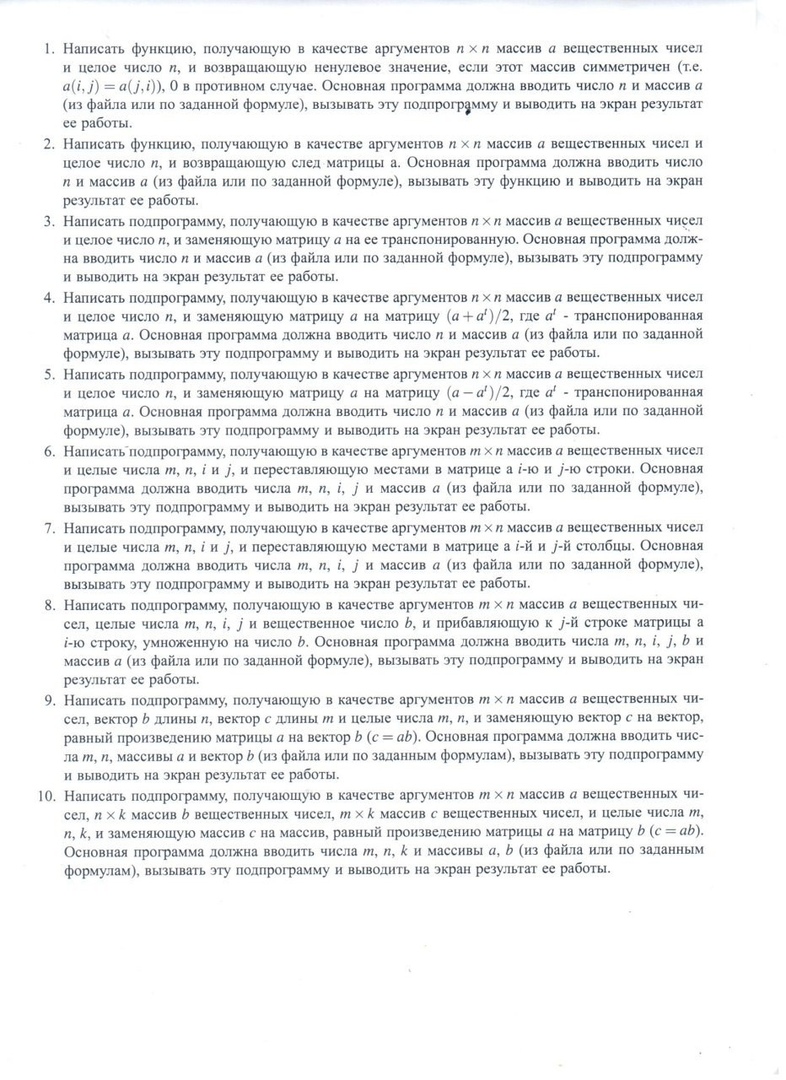 1. Написать функцию, получающую в качестве аргументов n × n массив a вещественных чисел
и целое число n, и возвращающую ненулевое значение, если этот массив симметричен (т.е.
a(i, j) = a(j,i)), 0 в противном случае. Основная программа должна вводить число n и массив a
(из файла или по заданной формуле), вызывать эту подпрограмму и выводить на экран результат
ее работы.
2. Написать функцию, получающую в качестве аргументов n × n массив a вещественных чисел и
целое число n, и возвращающую след матрицы a. Основная программа должна вводить число
n и массив a (из файла или по заданной формуле), вызывать эту функцию и выводить на экран
результат ее работы.
3. Написать подпрограмму, получающую в качестве аргументов n × n массив a вещественных чисел
и целое число n, и заменяющую матрицу a на ее транспонированную. Основная программа долж-
на вводить число n и массив a (из файла или по заданной формуле), вызывать эту подпрограмму
и выводить на экран результат ее работы.
4. Написать подпрограмму, получающую в качестве аргументов n × n массив a вещественных чисел
и целое число n, и заменяющую матрицу a на матрицу (a + aᵗ)/2, где aᵗ - транспонированная
матрица a. Основная программа должна вводить число n и массив a (из файла или по заданной
формуле), вызывать эту подпрограмму и выводить на экран результат ее работы.
5. Написать подпрограмму, получающую в качестве аргументов n × n массив a вещественных чисел
и целое число n, и заменяющую матрицу a на матрицу (a − aᵗ)/2, где aᵗ - транспонированная
матрица a. Основная программа должна вводить число n и массив a (из файла или по заданной
формуле), вызывать эту подпрограмму и выводить на экран результат ее работы.
6. Написать подпрограмму, получающую в качестве аргументов m × n массив a вещественных чисел
и целые числа m, n, i и j, и переставляющую местами в матрице a i-ю и j-ю строки. Основная
программа должна вводить числа m, n, i, j и массив a (из файла или по заданной формуле),
вызывать эту подпрограмму и выводить на экран результат ее работы.
7. Написать подпрограмму, получающую в качестве аргументов m × n массив a вещественных чисел
и целые числа m, n, i и j, и переставляющую местами в матрице a i-й и j-й столбцы. Основная
программа должна вводить числа m, n, i, j и массив a (из файла или по заданной формуле),
вызывать эту подпрограмму и выводить на экран результат ее работы.
8. Написать подпрограмму, получающую в качестве аргументов m × n массив a вещественных чи-
сел, целые числа m, n, i, j и вещественное число b, и прибавляющую к j-й строке матрицы a
i-ю строку, умноженную на число b. Основная программа должна вводить числа m, n, i, j, b и
массив a (из файла или по заданной формуле), вызывать эту подпрограмму и выводить на экран
результат ее работы.
9. Написать подпрограмму, получающую в качестве аргументов m × n массив a вещественных чи-
сел, вектор b длины n, вектор c длины m и целые числа m, n, и заменяющую вектор c на вектор,
равный произведению матрицы a на вектор b (c = ab). Основная программа должна вводить чис-
ла m, n, массивы a и вектор b (из файла или по заданным формулам), вызывать эту подпрограмму
и выводить на экран результат ее работы.
10. Написать подпрограмму, получающую в качестве аргументов m × n массив a вещественных чи-
сел, n × k массив b вещественных чисел, m × k массив c вещественных чисел, и целые числа m,
n, k, и заменяющую массив c на массив, равный произведению матрицы a на матрицу b (c = ab).
Основная программа должна вводить числа m, n, k и массивы a, b (из файла или по заданным
формулам), вызывать эту подпрограмму и выводить на экран результат ее работы.